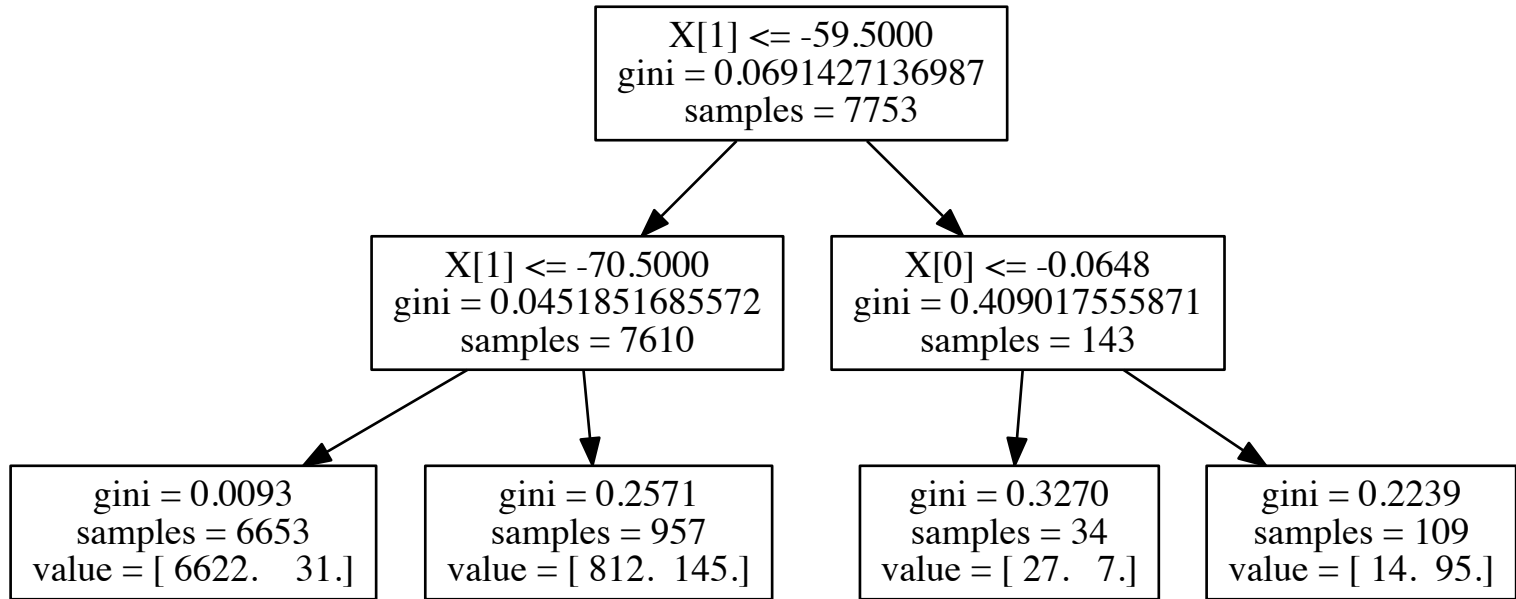 X[1] <= -59.5000
gini = 0.0691427136987
samples = 7753
X[1] <= -70.5000
gini = 0.0451851685572
samples = 7610
X[0] <= -0.0648
gini = 0.409017555871
samples = 143
gini = 0.0093
samples = 6653
value = [ 6622.   31.]
gini = 0.2571
samples = 957
value = [ 812.  145.]
gini = 0.3270
samples = 34
value = [ 27.   7.]
gini = 0.2239
samples = 109
value = [ 14.  95.]